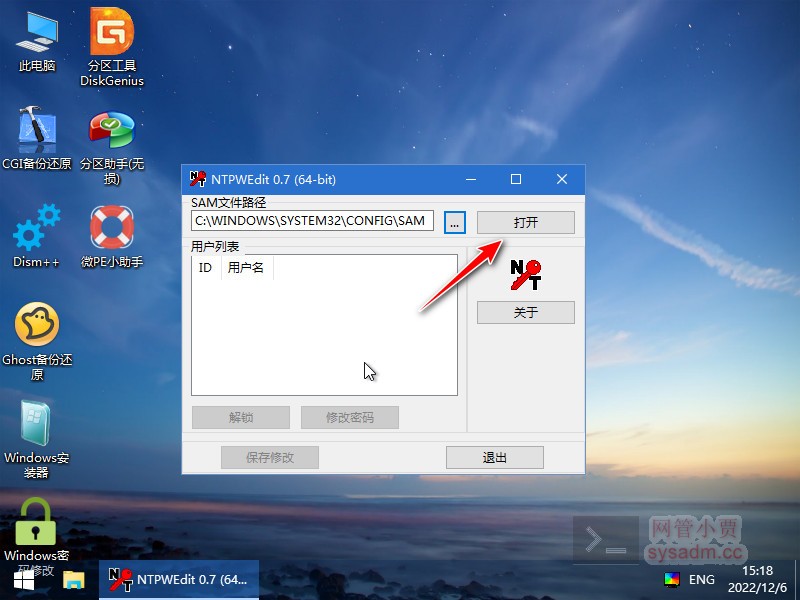 此电脑
分区工具
DiskGenius
CGI备份还原
分区助手(无
损)
Dism++
微PE小助手
Ghost备份还
原
Windows安
装器
Windows密
码修改
NTPWEdit 0.7 (64-bit)
SAM文件路径
C:\WINDOWS\SYSTEM32\CONFIG\SAM
...
打开
用户列表
ID
用户名
NT
关于
解锁
修改密码
保存修改
退出
网管小贾
sysadm.cc
NT
NTPWEdit 0.7 (64...
ENG
15:18
2022/12/6